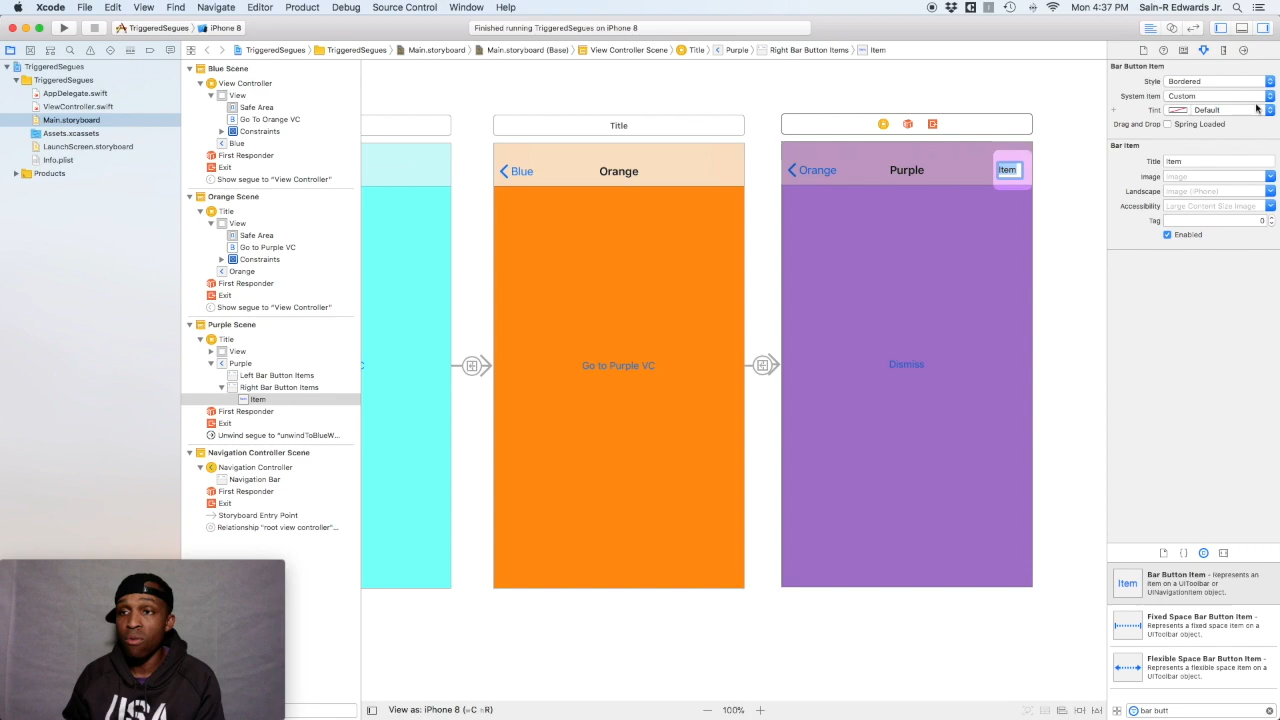 Xcode File Edit View Find Navigate Editor Product Debug Source Control Window Help
Mon 4:37 PM Sain-R Edwards Jr.
TriggeredSegues iPhone 8 Finished running TriggeredSegues on iPhone 8
TriggeredSegues TriggeredSegues Main.storyboard Main.storyboard (Base) View Controller Scene Title Purple Right Bar Button Items Item
TriggeredSegues
TriggeredSegues
AppDelegate.swift
ViewController.swift
Main.storyboard
Assets.xcassets
LaunchScreen.storyboard
Info.plist
Products
Blue Scene
View Controller
View
Safe Area
Go To Orange VC
Constraints
Blue
First Responder
Exit
Show segue to "View Controller"
Orange Scene
Title
View
Safe Area
Go to Purple VC
Constraints
Orange
First Responder
Exit
Show segue to "View Controller"
Purple Scene
Title
View
Purple
Left Bar Button Items
Right Bar Button Items
Item
First Responder
Exit
Unwind segue to "unwindToBlueW...
Navigation Controller Scene
Navigation Controller
Navigation Bar
First Responder
Exit
Storyboard Entry Point
Relationship "root view controller"...
Title
Blue Orange
Go to Purple VC
Orange Purple Item
Dismiss
View as: iPhone 8 (⌥C ⌥R)
100%
Bar Button Item
Style Bordered
System Item Custom
Tint Default
Drag and Drop Spring Loaded
Bar Item
Title Item
Image Image
Landscape Image (iPhone)
Accessibility Large Content Size Image
Tag 0
Enabled
Item
Bar Button Item - Represents an
item on a UIToolbar or
UINavigationItem object.
Fixed Space Bar Button Item -
Represents a fixed space item on a
UIToolbar object.
Flexible Space Bar Button Item -
Represents a flexible space item on a
UIToolbar object.
bar butt
USA